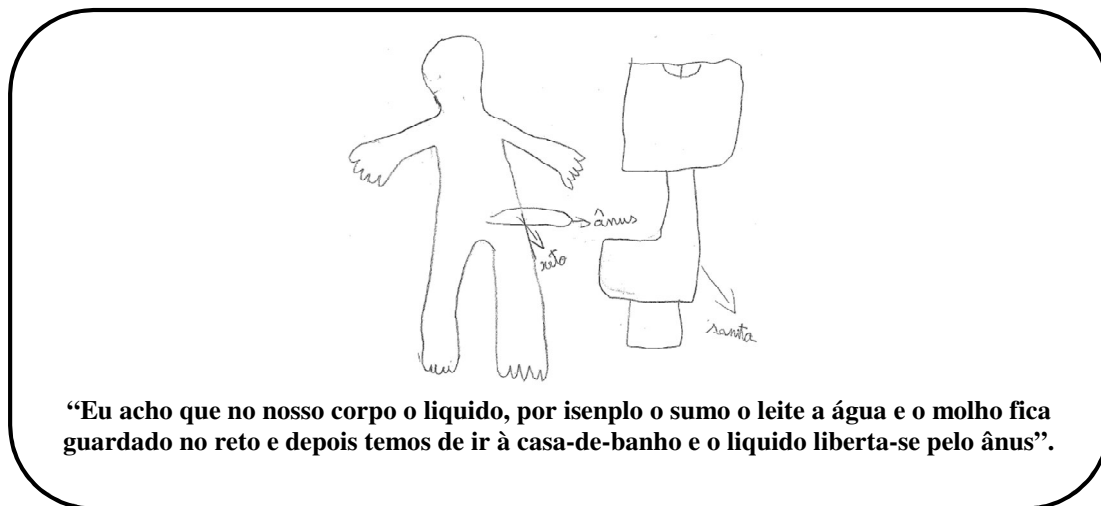 ânus
reto
sanita
“Eu acho que no nosso corpo o liquido, por isenplo o sumo o leite a água e o molho fica
guardado no reto e depois temos de ir à casa-de-banho e o liquido liberta-se pelo ânus”.